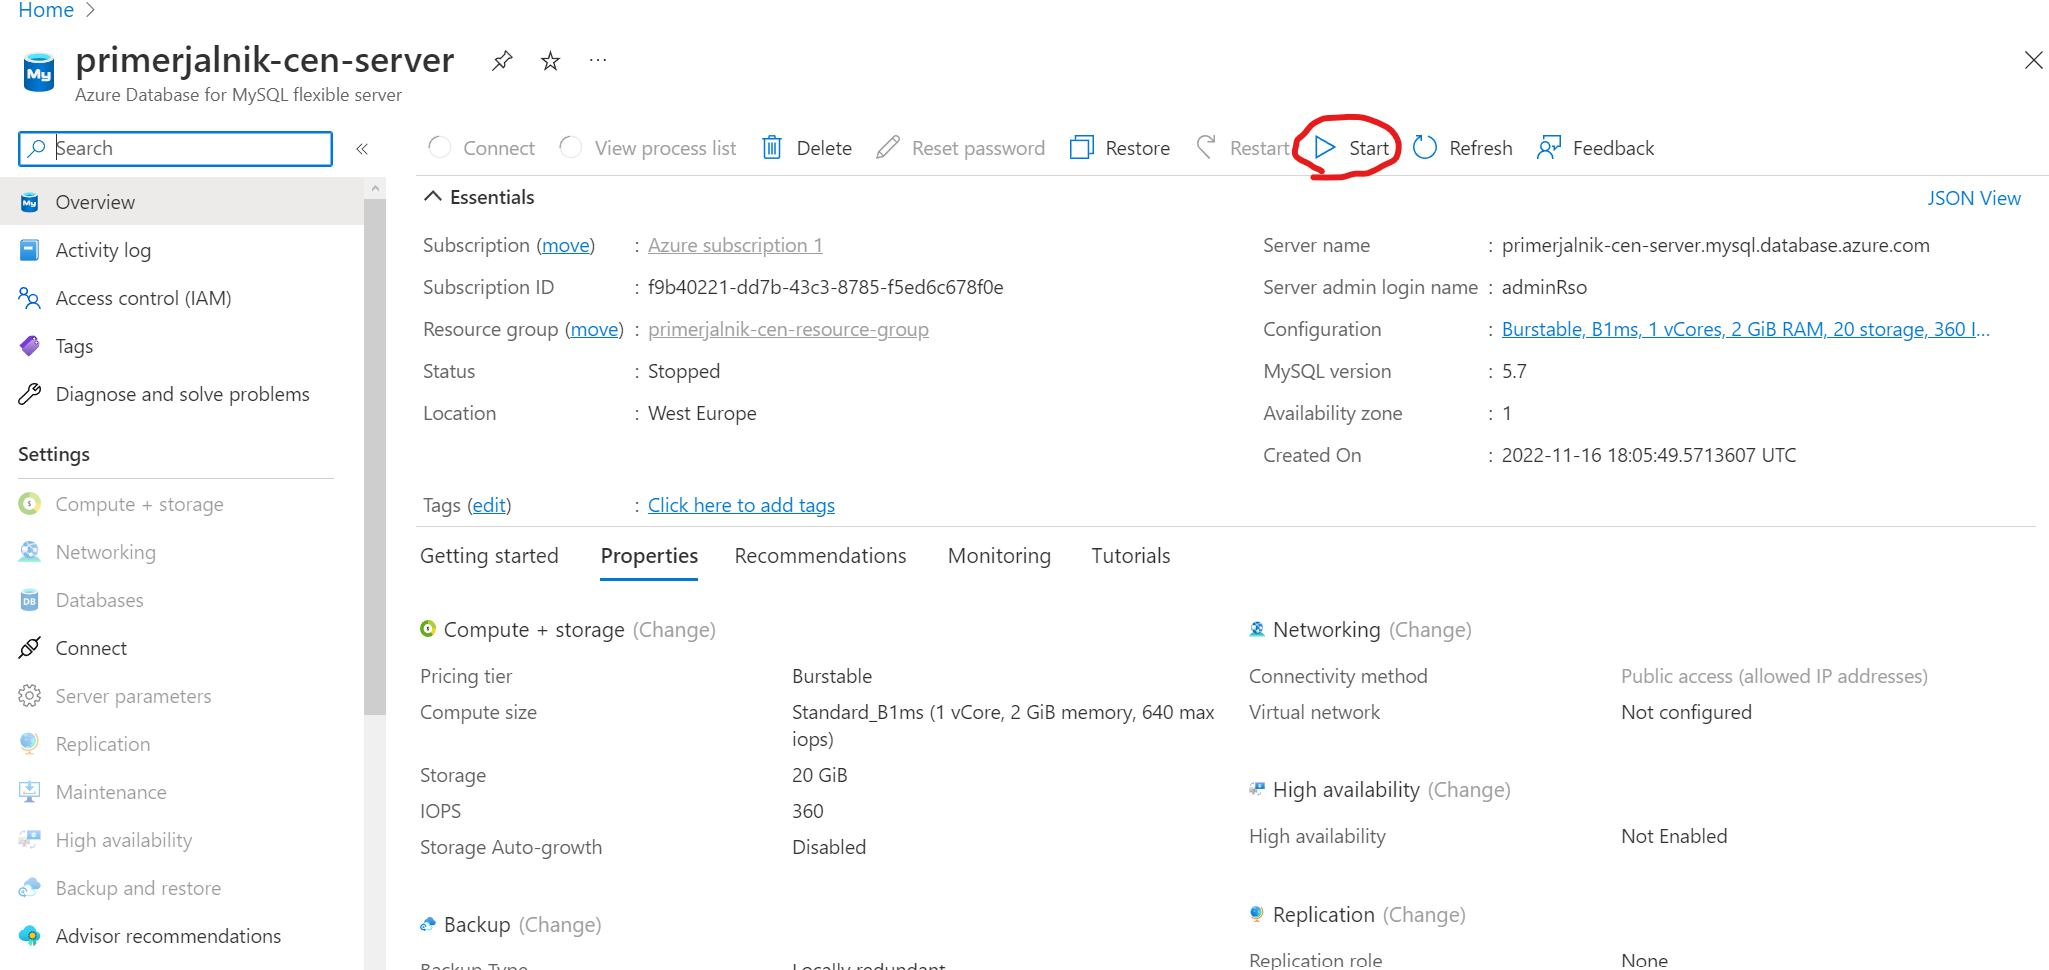 Home
primerjalnik-cen-server
Azure Database for MySQL flexible server
Search
Connect View process list Delete Reset password Restore Restart Start Refresh Feedback
Overview
Activity log
Access control (IAM)
Tags
Diagnose and solve problems
Settings
Compute + storage
Networking
Databases
Connect
Server parameters
Replication
Maintenance
High availability
Backup and restore
Advisor recommendations
Essentials
JSON View
Subscription (move) : Azure subscription 1
Subscription ID : f9b40221-dd7b-43c3-8785-f5ed6c678f0e
Resource group (move) : primerjalnik-cen-resource-group
Status : Stopped
Location : West Europe
Server name : primerjalnik-cen-server.mysql.database.azure.com
Server admin login name : adminRso
Configuration : Burstable, B1ms, 1 vCores, 2 GiB RAM, 20 storage, 360 I...
MySQL version : 5.7
Availability zone : 1
Created On : 2022-11-16 18:05:49.5713607 UTC
Tags (edit) : Click here to add tags
Getting started Properties Recommendations Monitoring Tutorials
Compute + storage (Change)
Pricing tier Burstable
Compute size Standard_B1ms (1 vCore, 2 GiB memory, 640 max
iops)
Storage 20 GiB
IOPS 360
Storage Auto-growth Disabled
Backup (Change)
Backup Type Locally redundant
Networking (Change)
Connectivity method Public access (allowed IP addresses)
Virtual network Not configured
High availability (Change)
High availability Not Enabled
Replication (Change)
Replication role None